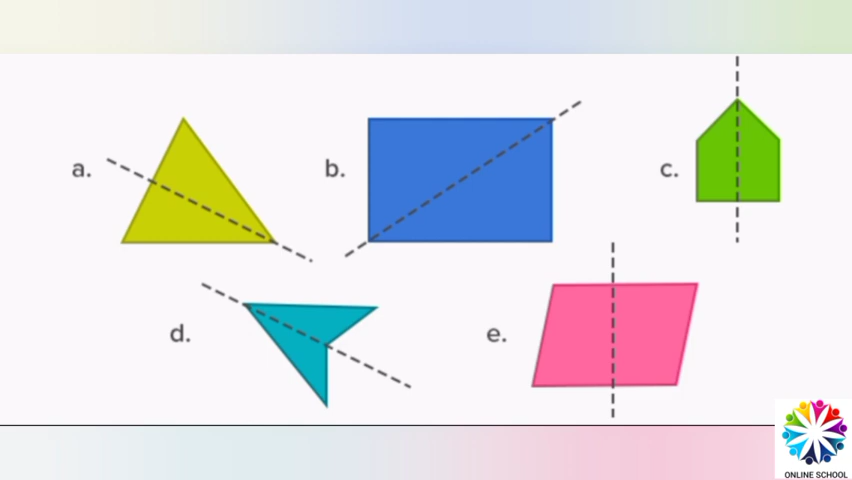 a.
b.
c.
d.
e.
ONLINE SCHOOL